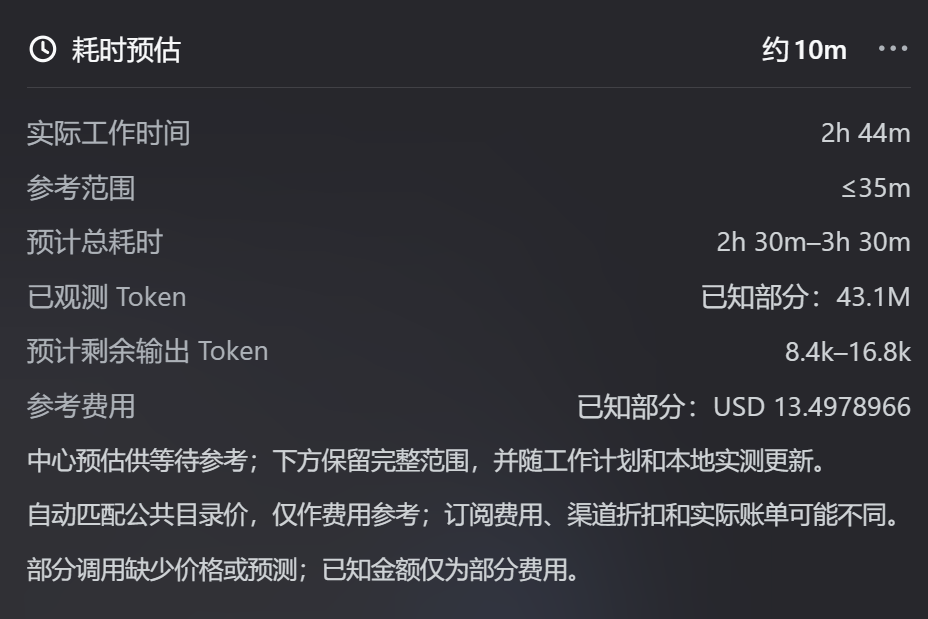 耗时预估 约10m ···
实际工作时间 2h 44m
参考范围 ≤35m
预计总耗时 2h 30m–3h 30m
已观测 Token 已知部分：43.1M
预计剩余输出 Token 8.4k–16.8k
参考费用 已知部分：USD 13.4978966
中心预估供等待参考；下方保留完整范围，并随工作计划和本地实测更新。
自动匹配公共目录价，仅作费用参考；订阅费用、渠道折扣和实际账单可能不同。
部分调用缺少价格或预测；已知金额仅为部分费用。